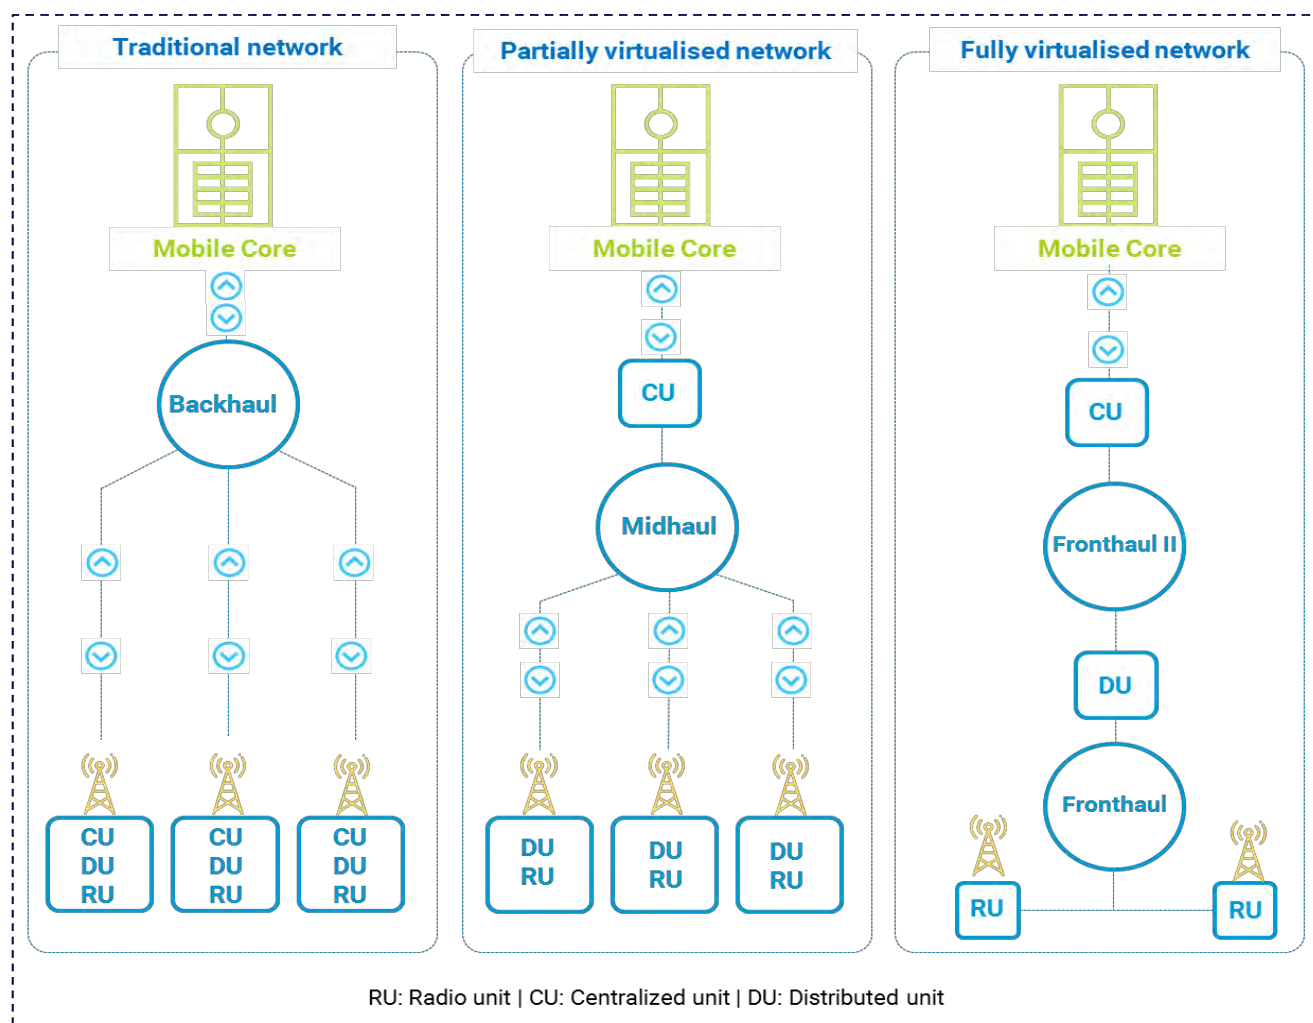 Traditional network
Mobile Core
Backhaul
CU
DU
RU
CU
DU
RU
CU
DU
RU
Partially virtualised network
Mobile Core
CU
Midhaul
DU
RU
DU
RU
DU
RU
Fully virtualised network
Mobile Core
CU
Fronthaul II
DU
Fronthaul
RU
RU
RU: Radio unit | CU: Centralized unit | DU: Distributed unit